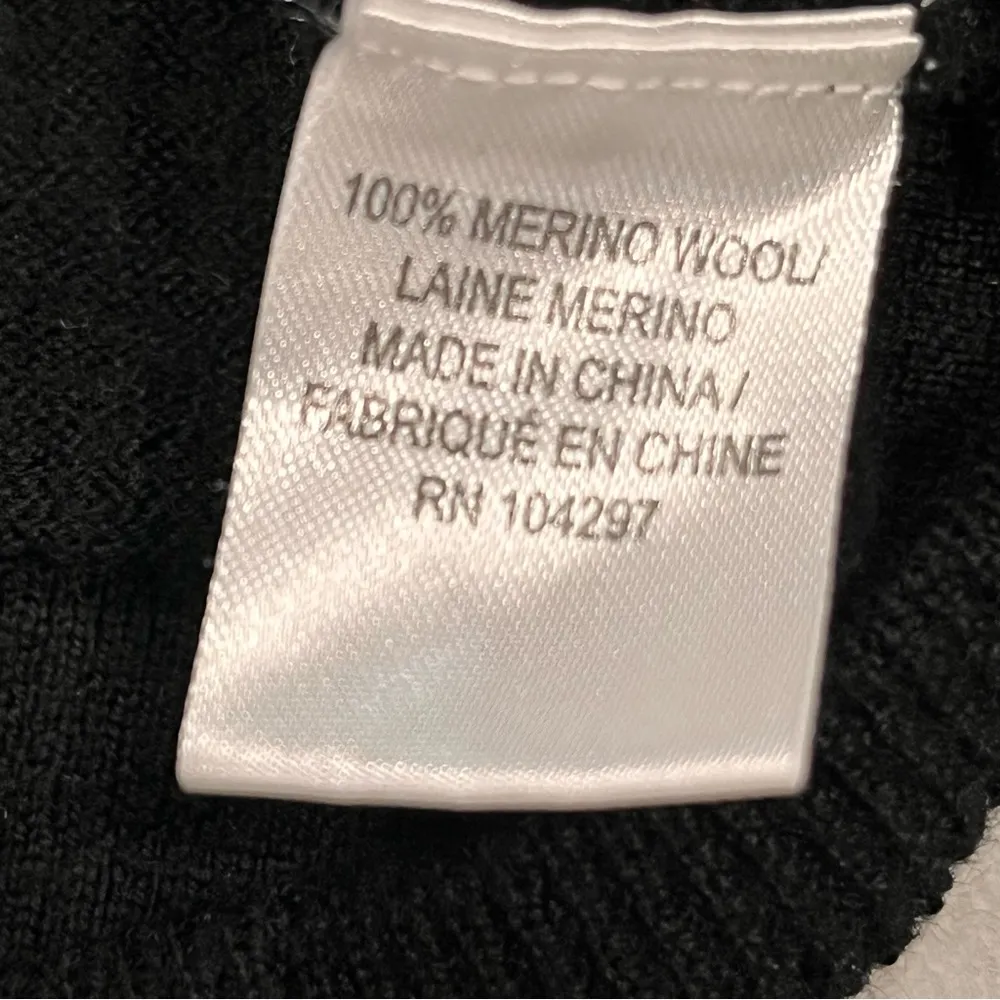 100% MERINO WOOL/
LAINE MERINO
MADE IN CHINA /
FABRIQUÉ EN CHINE
RN 104297